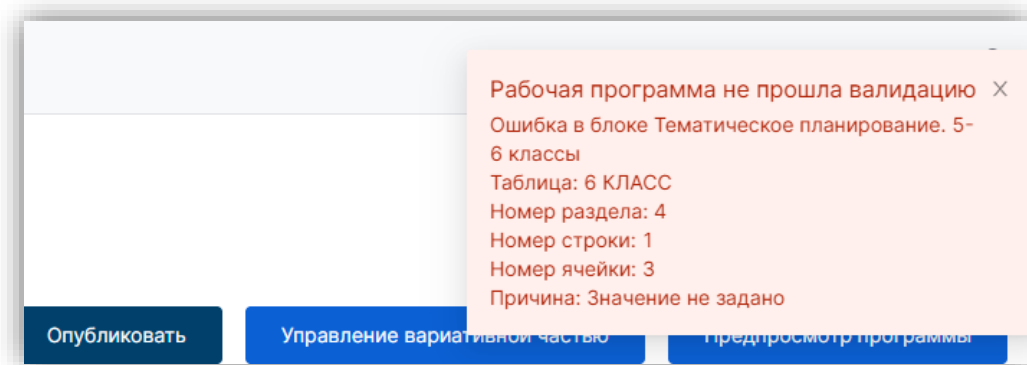 Рабочая программа не прошла валидацию
Ошибка в блоке Тематическое планирование. 5-
6 классы
Таблица: 6 КЛАСС
Номер раздела: 4
Номер строки: 1
Номер ячейки: 3
Причина: Значение не задано
Опубликовать
Управление вариативной частью
Предпросмотр программы